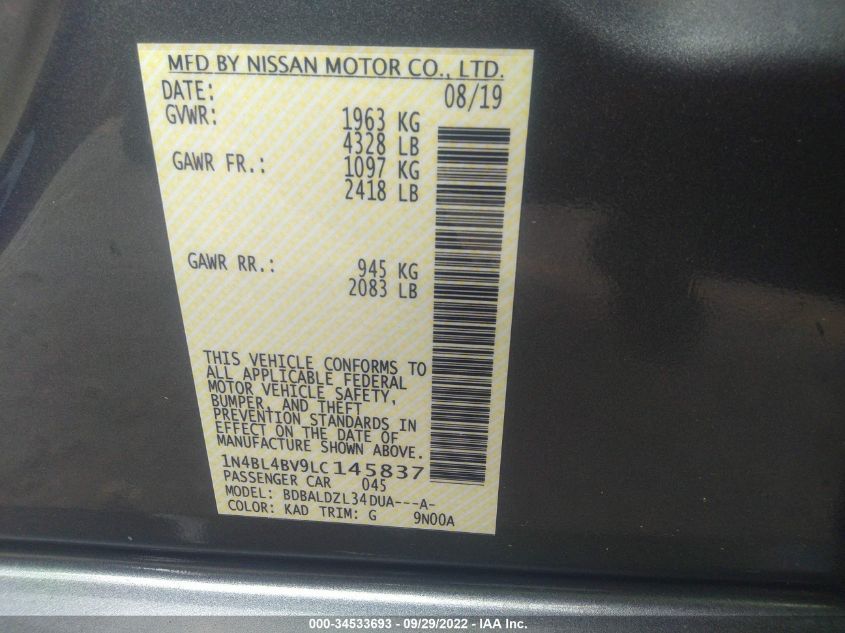 MFD BY NISSAN MOTOR CO., LTD.
DATE: 08/19
GVWR: 1963 KG
4328 LB
GAWR FR.: 1097 KG
2418 LB
GAWR RR.: 945 KG
2083 LB
THIS VEHICLE CONFORMS TO
ALL APPLICABLE FEDERAL
MOTOR VEHICLE SAFETY,
BUMPER, AND THEFT
PREVENTION STANDARDS IN
EFFECT ON THE DATE OF
MANUFACTURE SHOWN ABOVE.
1N4BL4BV9LC145837
PASSENGER CAR 045
MODEL: BDBALDZL34DUA---A-
COLOR: KAD TRIM: G 9N00A
000-34533693 - 09/29/2022 - IAA Inc.